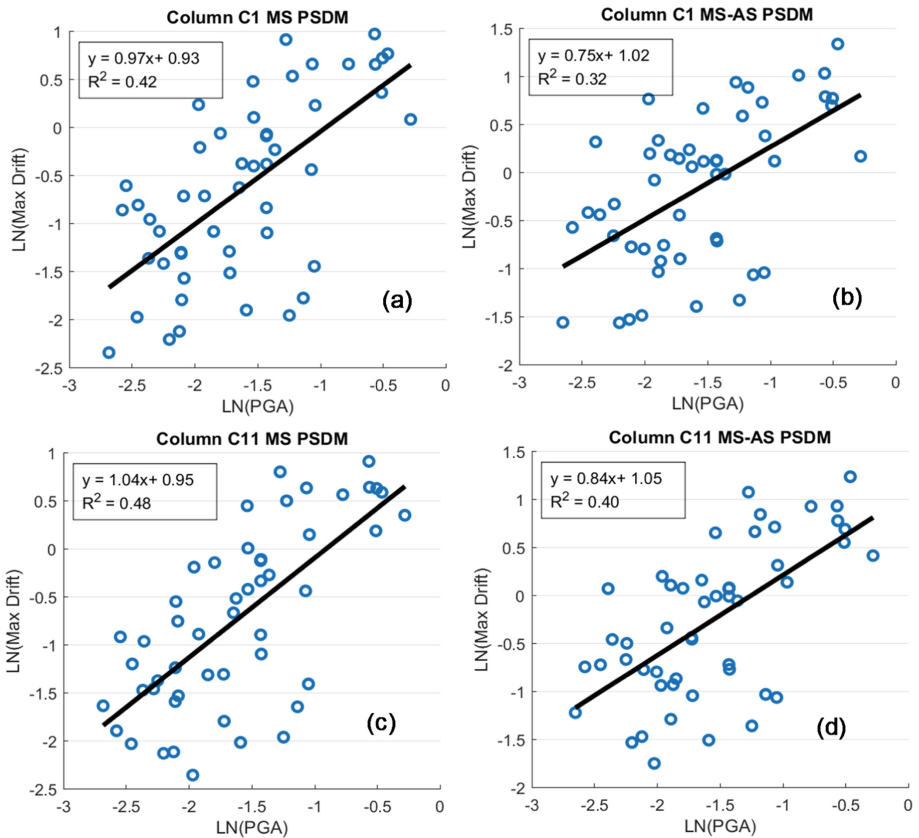 Column C1 MS PSDM
y = 0.97x+ 0.93
R2 = 0.42
LN(Max Drift)
1
0.5
0
-0.5
-1
-1.5
-2
-2.5
(a)
-3
-2.5
-2
-1.5
-1
-0.5
0
LN(PGA)
Column C1 MS-AS PSDM
y = 0.75x+ 1.02
R2 = 0.32
LN(Max Drift)
1.5
1
0.5
0
-0.5
-1
-1.5
-2
(b)
-3
-2.5
-2
-1.5
-1
-0.5
0
LN(PGA)
Column C11 MS PSDM
y = 1.04x+ 0.95
R2 = 0.48
LN(Max Drift)
1
0.5
0
-0.5
-1
-1.5
-2
-2.5
(c)
-3
-2.5
-2
-1.5
-1
-0.5
0
LN(PGA)
Column C11 MS-AS PSDM
y = 0.84x+ 1.05
R2 = 0.40
LN(Max Drift)
1.5
1
0.5
0
-0.5
-1
-1.5
-2
(d)
-3
-2.5
-2
-1.5
-1
-0.5
0
LN(PGA)